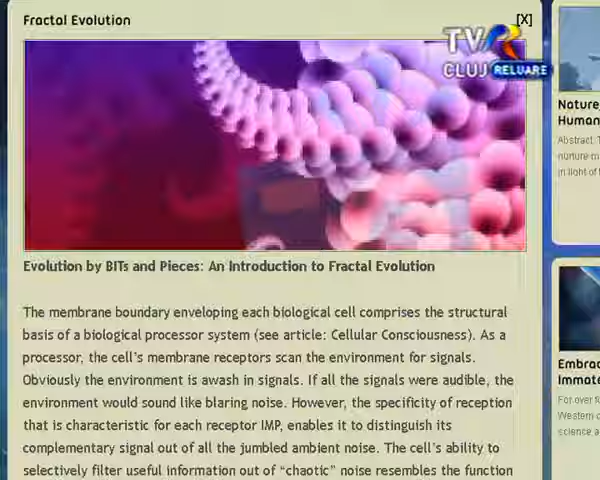 Fractal Evolution
[X]
TVR
CLUJ RELUARE
Evolution by BITs and Pieces: An Introduction to Fractal Evolution
The membrane boundary enveloping each biological cell comprises the structural
basis of a biological processor system (see article: Cellular Consciousness). As a
processor, the cell's membrane receptors scan the environment for signals.
Obviously the environment is awash in signals. If all the signals were audible, the
environment would sound like blaring noise. However, the specificity of reception
that is characteristic for each receptor IMP, enables it to distinguish its
complementary signal out of all the jumbled ambient noise. The cell's ability to
selectively filter useful information out of “chaotic” noise resembles the function
Nature,
Human
Abstract. T
nurture m
in light of t
Embrac
Immate
For over fo
Western c
science a